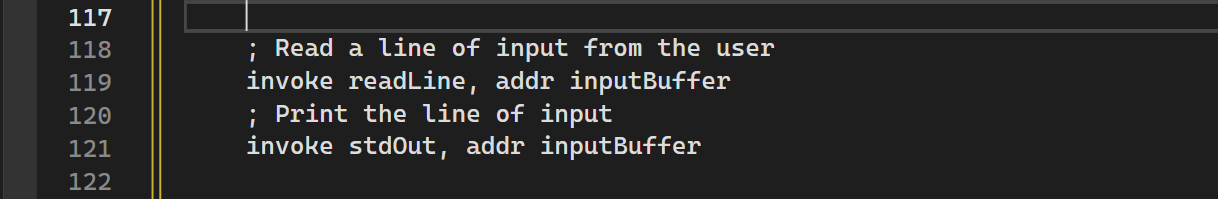 117
118 ; Read a line of input from the user
119 invoke readLine, addr inputBuffer
120 ; Print the line of input
121 invoke stdOut, addr inputBuffer
122